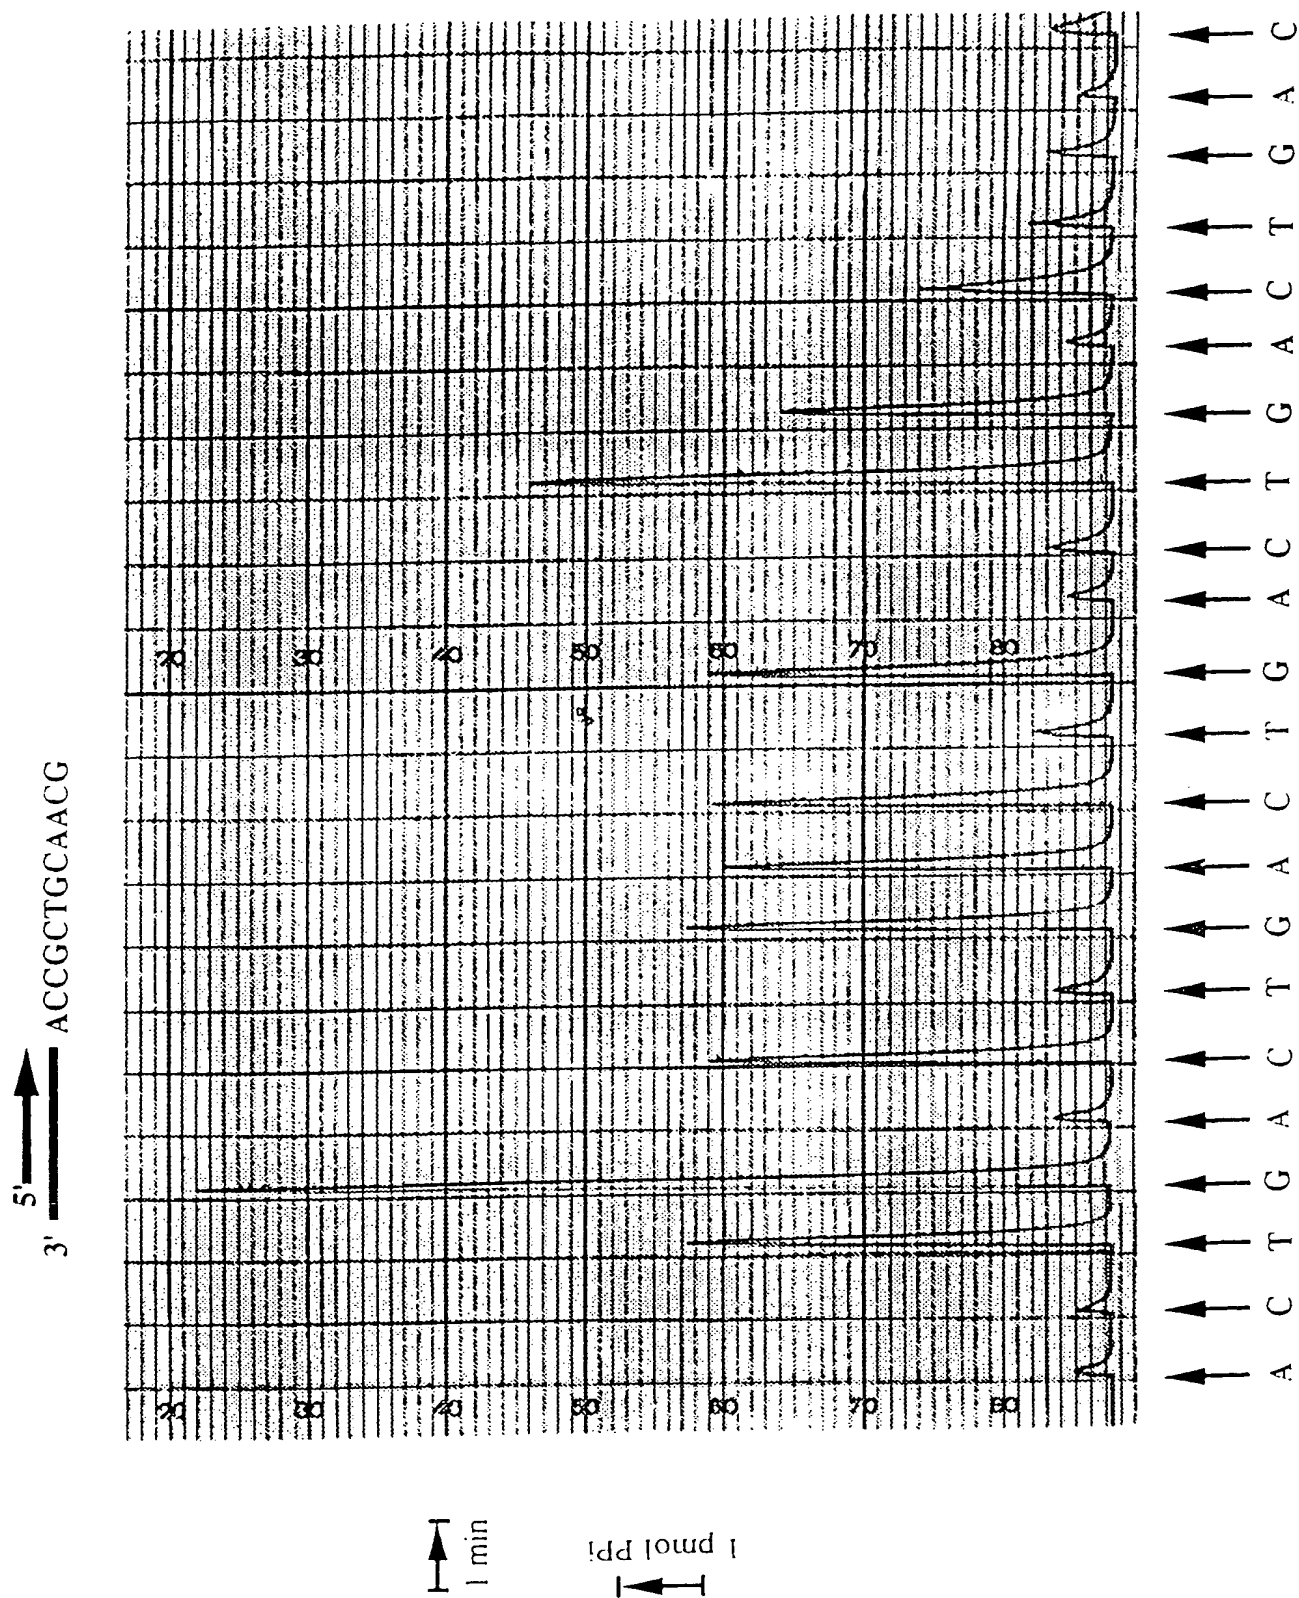 5'
3' ACCGCTGCAACG
20 30 40 50 60 70 80
20 30 40 50 60 70 80
1 min
1 pmol PPi
A C T G A C T G A C T G A C T G A C T G A C